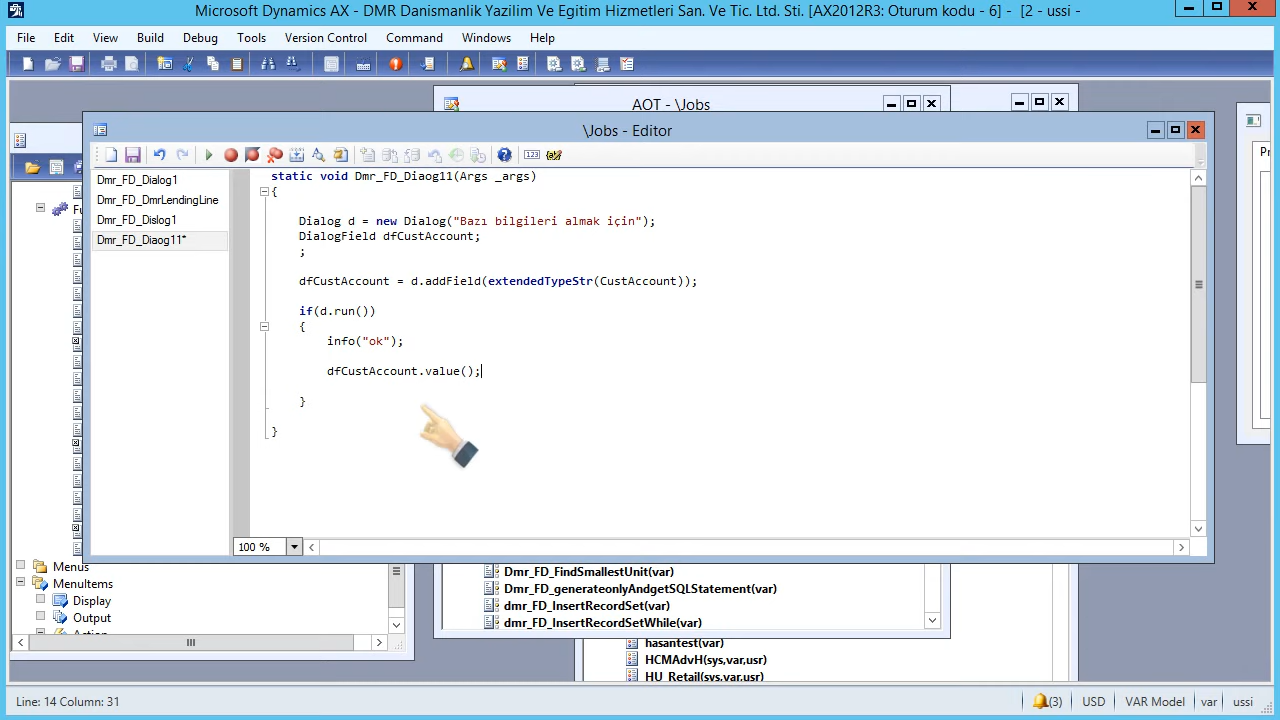 Microsoft Dynamics AX - DMR Danismanlik Yazilim Ve Egitim Hizmetleri San. Ve Tic. Ltd. Sti. [AX2012R3: Oturum kodu - 6] - [2 - ussi -
File Edit View Build Debug Tools Version Control Command Windows Help
AOT - \Jobs
\Jobs - Editor
Dmr_FD_Dialog1
Dmr_FD_DmrLendingLine
Dmr_FD_Dislog1
Dmr_FD_Diaog11*
static void Dmr_FD_Diaog11(Args _args)
{
Dialog d = new Dialog("Bazı bilgileri almak için");
DialogField dfCustAccount;
;
dfCustAccount = d.addField(extendedTypeStr(CustAccount));
if(d.run())
{
info("ok");
dfCustAccount.value();
}
}
100 %
Fu
Pr
Menus
MenuItems
Display
Output
Dmr_FD_FindSmallestUnit(var)
Dmr_FD_generateonlyAndgetSQLStatement(var)
dmr_FD_InsertRecordSet(var)
dmr_FD_InsertRecordSetWhile(var)
hasantest(var)
HCMAdvH(sys,var,usr)
HU_Retail(sys,var,usr)
Line: 14 Column: 31
(3) USD VAR Model var ussi